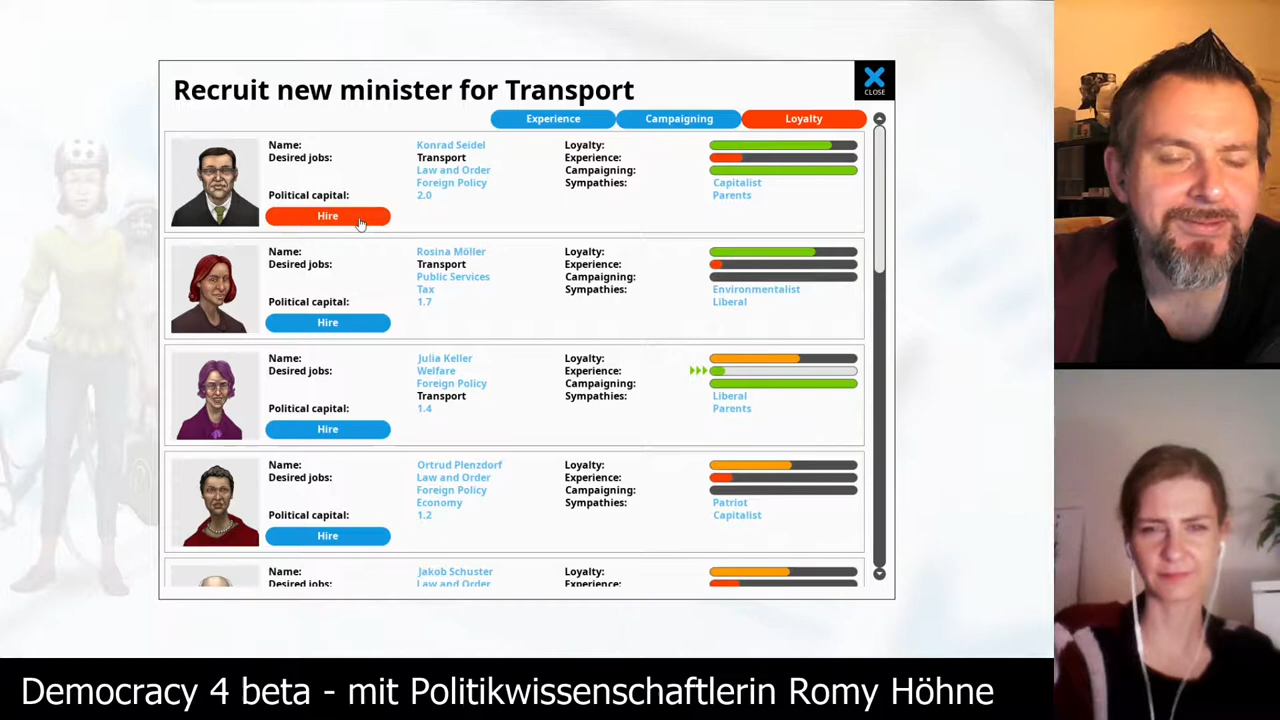 Recruit new minister for Transport
CLOSE
Experience Campaigning Loyalty
Name: Konrad Seidel Loyalty:
Desired jobs: Transport Experience:
Law and Order Campaigning:
Foreign Policy Sympathies: Capitalist
Political capital: 2.0 Parents
Hire
Name: Rosina Möller Loyalty:
Desired jobs: Transport Experience:
Public Services Campaigning:
Tax Sympathies: Environmentalist
Political capital: 1.7 Liberal
Hire
Name: Julia Keller Loyalty:
Desired jobs: Welfare Experience:
Foreign Policy Campaigning:
Transport Sympathies: Liberal
Political capital: 1.4 Parents
Hire
Name: Ortrud Plenzdorf Loyalty:
Desired jobs: Law and Order Experience:
Foreign Policy Campaigning:
Economy Sympathies: Patriot
Political capital: 1.2 Capitalist
Hire
Name: Jakob Schuster Loyalty:
Desired jobs: Law and Order Experience:
Democracy 4 beta - mit Politikwissenschaftlerin Romy Höhne